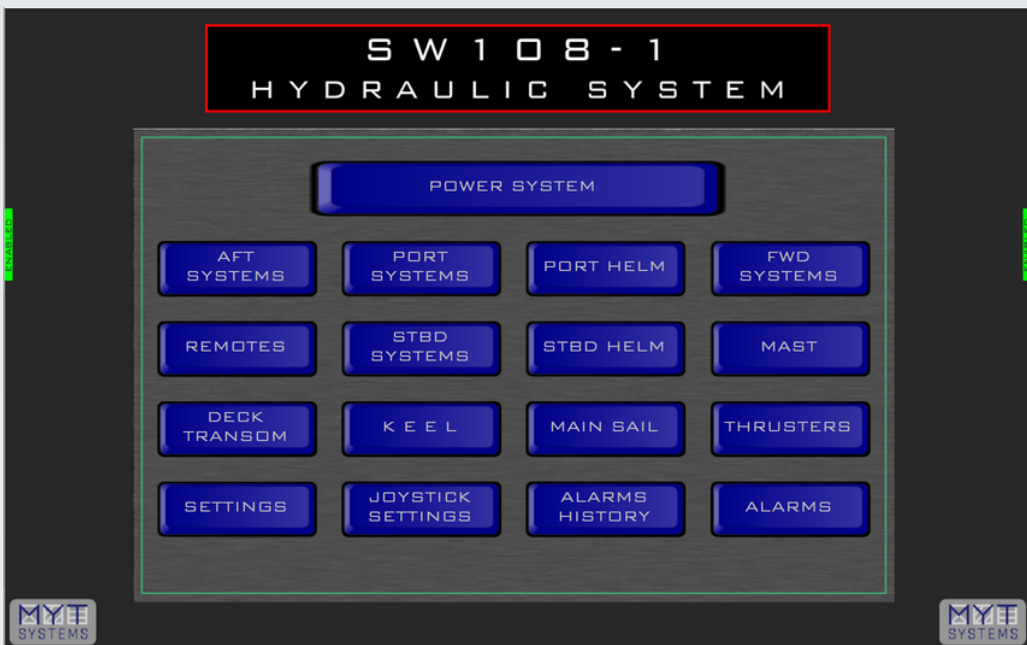 SW108-1
HYDRAULIC SYSTEM
POWER SYSTEM
AFT
SYSTEMS
PORT
SYSTEMS
PORT HELM
FWD
SYSTEMS
REMOTES
STBD
SYSTEMS
STBD HELM
MAST
DECK
TRANSOM
KEEL
MAIN SAIL
THRUSTERS
SETTINGS
JOYSTICK
SETTINGS
ALARMS
HISTORY
ALARMS
ENABLED
MYT
SYSTEMS
MYT
SYSTEMS